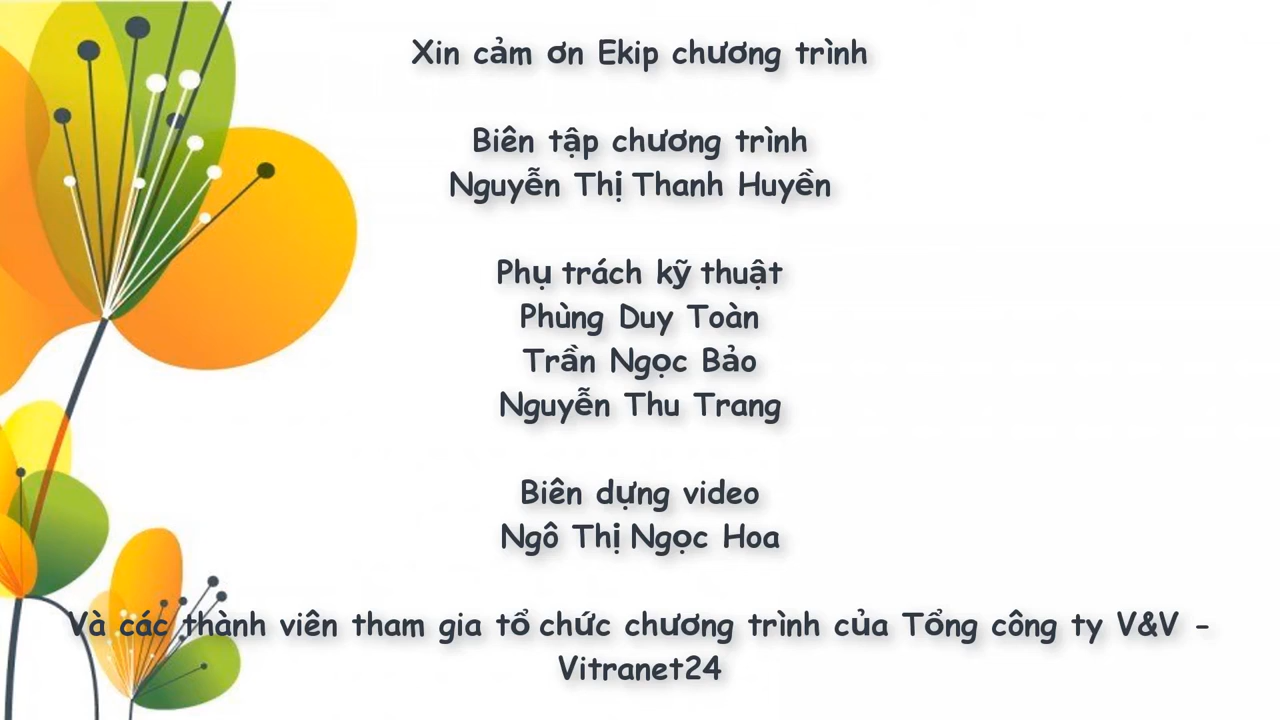 Xin cảm ơn Ekip chương trình
Biên tập chương trình
Nguyễn Thị Thanh Huyền
Phụ trách kỹ thuật
Phùng Duy Toàn
Trần Ngọc Bảo
Nguyễn Thu Trang
Biên dựng video
Ngô Thị Ngọc Hoa
Và các thành viên tham gia tổ chức chương trình của Tổng công ty V&V -
Vitranet24